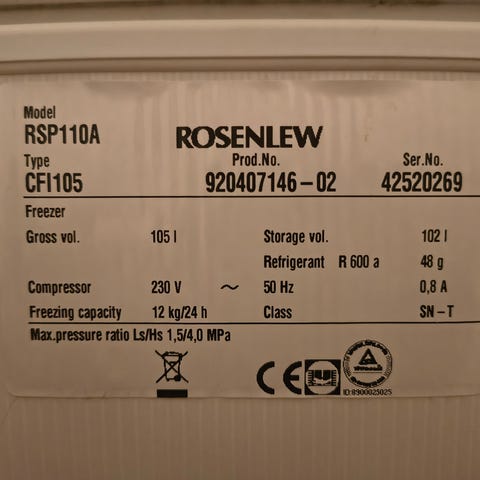 Model
RSP110A
ROSENLEW
Type Prod.No. Ser.No.
CFI105 920407146-02 42520269
Freezer
Gross vol. 105 l Storage vol. 102 l
Refrigerant R 600 a 48 g
Compressor 230 V ~ 50 Hz 0,8 A
Freezing capacity 12 kg/24 h Class SN-T
Max.pressure ratio Ls/Hs 1,5/4,0 MPa
CE
ID:8900025025